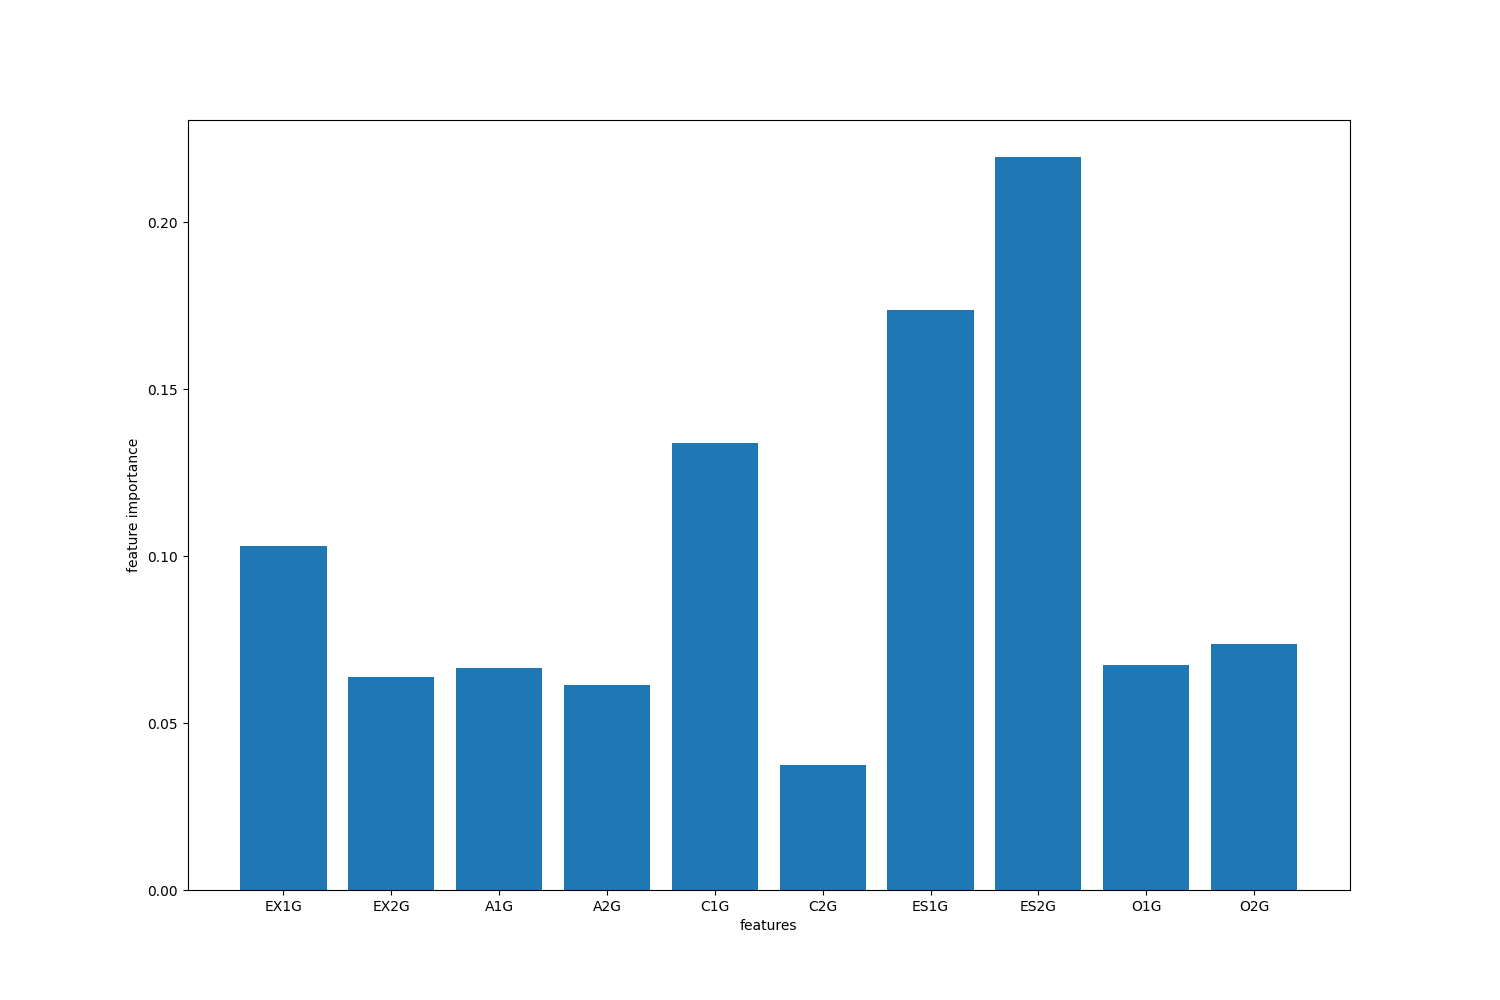 feature importance
0.20
0.15
0.10
0.05
0.00
EX1G EX2G A1G A2G C1G C2G ES1G ES2G O1G O2G
features